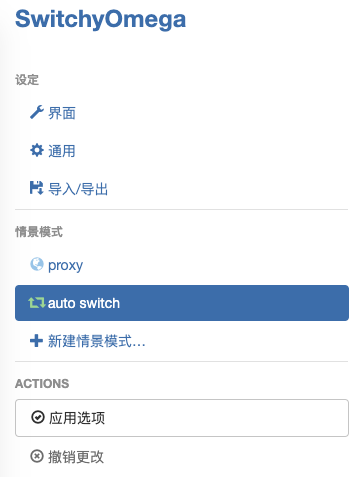 SwitchyOmega
设定
界面
通用
导入/导出
情景模式
proxy
auto switch
新建情景模式...
ACTIONS
应用选项
撤销更改